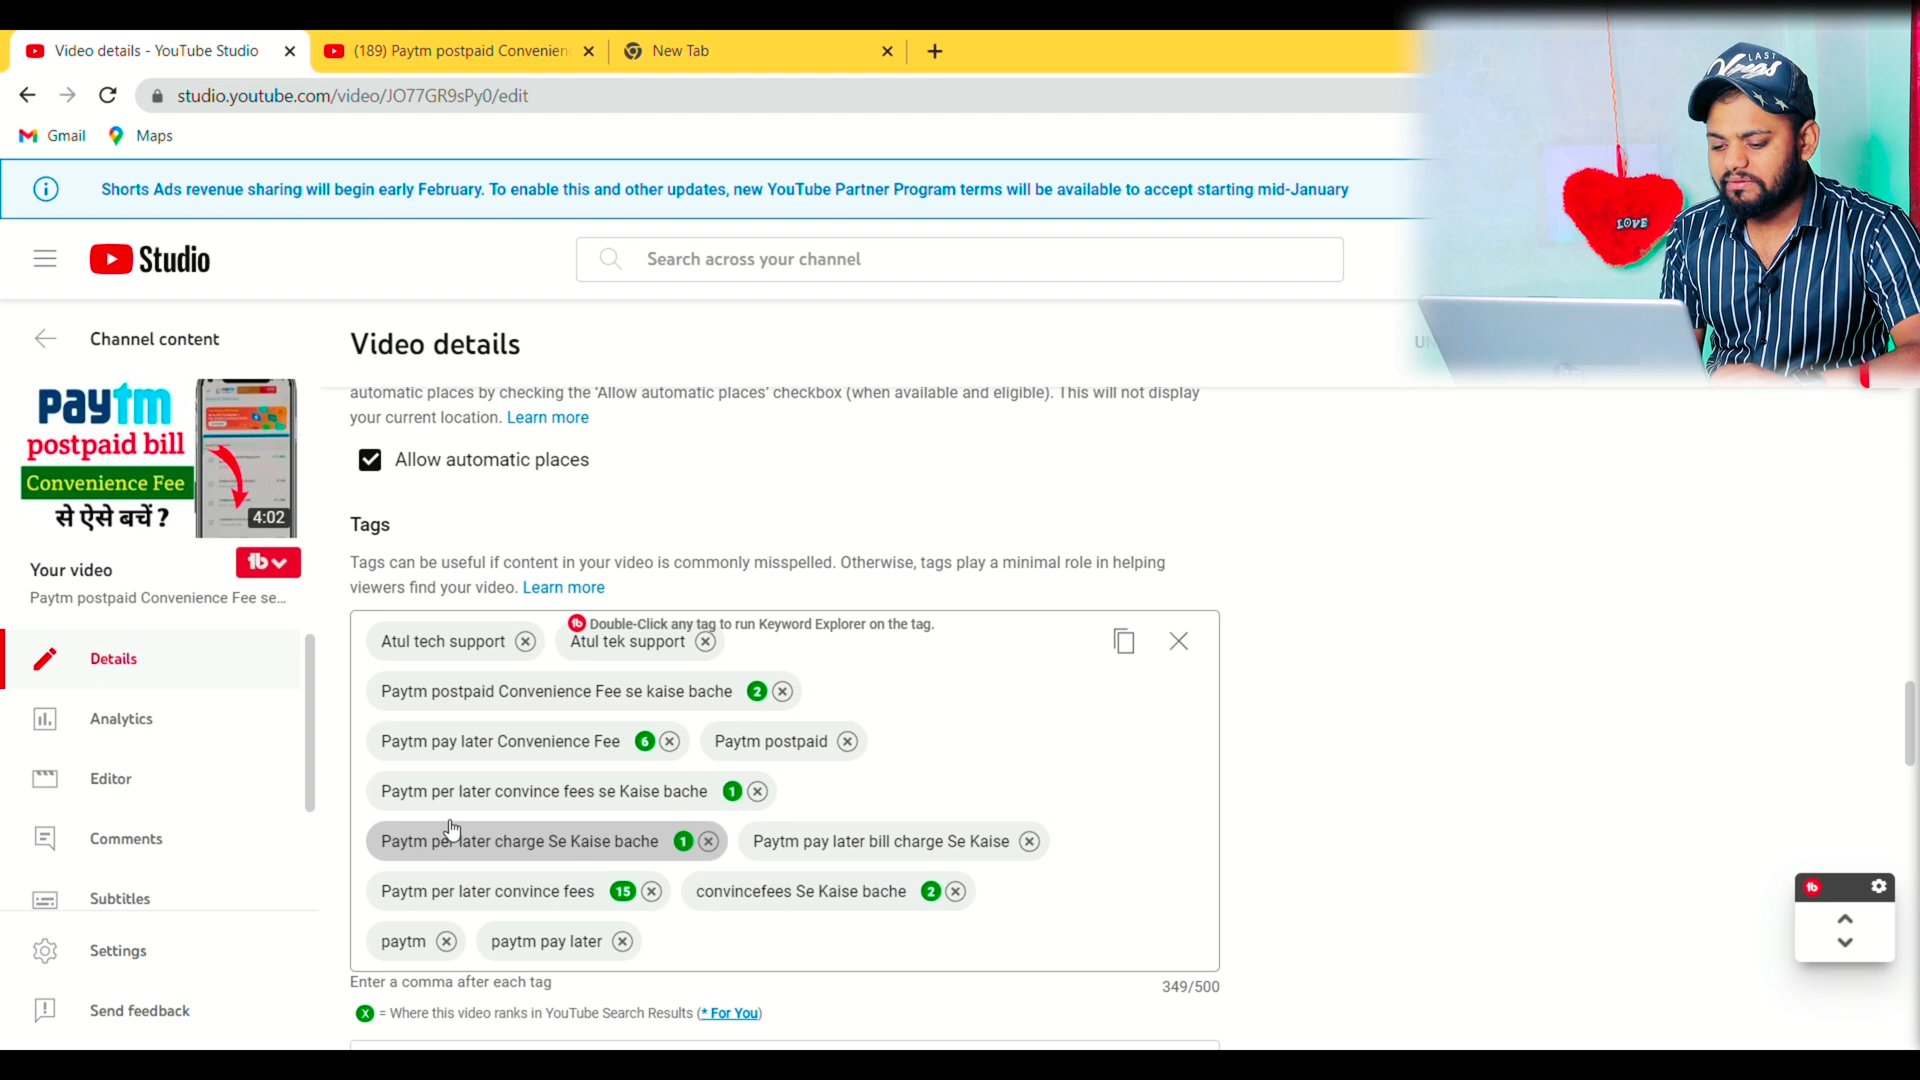 Video details - YouTube Studio
(189) Paytm postpaid Convenien
New Tab
studio.youtube.com/video/JO77GR9sPy0/edit
Gmail
Maps
Shorts Ads revenue sharing will begin early February. To enable this and other updates, new YouTube Partner Program terms will be available to accept starting mid-January
Studio
Search across your channel
LAST
LOVE
Channel content
Video details
UN
paytm
postpaid bill
Convenience Fee
से ऐसे बचें ?
4:02
Your video
Paytm postpaid Convenience Fee se...
Details
Analytics
Editor
Comments
Subtitles
Settings
Send feedback
automatic places by checking the 'Allow automatic places' checkbox (when available and eligible). This will not display
your current location. Learn more
Allow automatic places
Tags
Tags can be useful if content in your video is commonly misspelled. Otherwise, tags play a minimal role in helping
viewers find your video. Learn more
Double-Click any tag to run Keyword Explorer on the tag.
Atul tech support
Atul tek support
Paytm postpaid Convenience Fee se kaise bache 2
Paytm pay later Convenience Fee 6
Paytm postpaid
Paytm per later convince fees se Kaise bache 1
Paytm per later charge Se Kaise bache 1
Paytm pay later bill charge Se Kaise
Paytm per later convince fees 15
convincefees Se Kaise bache 2
paytm
paytm pay later
Enter a comma after each tag
349/500
X = Where this video ranks in YouTube Search Results (* For You)